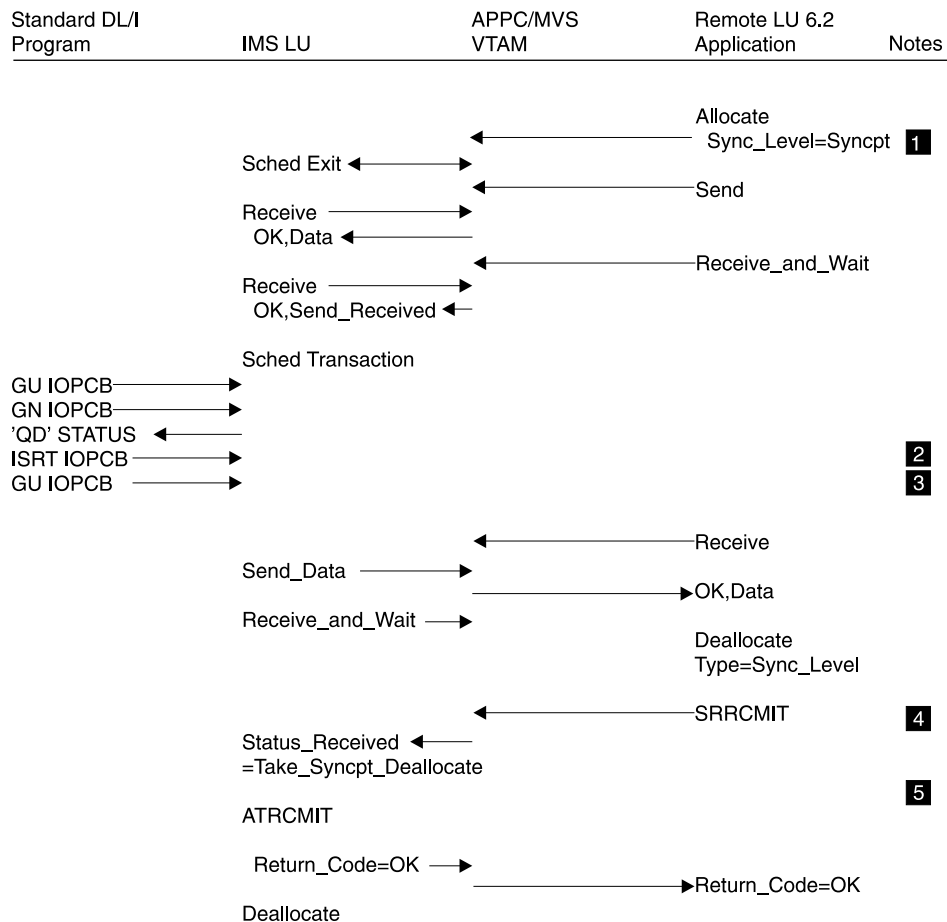 Standard DL/I Program IMS LU APPC/MVS VTAM Remote LU 6.2 Application Notes
Allocate
Sync_Level=Syncpt 1
Sched Exit
Send
Receive
OK,Data
Receive_and_Wait
Receive
OK,Send_Received
Sched Transaction
GU IOPCB
GN IOPCB
'QD' STATUS
ISRT IOPCB 2
GU IOPCB 3
Receive
Send_Data
OK,Data
Receive_and_Wait
Deallocate
Type=Sync_Level
SRRCMIT 4
Status_Received
=Take_Syncpt_Deallocate
5
ATRCMIT
Return_Code=OK
Return_Code=OK
Deallocate